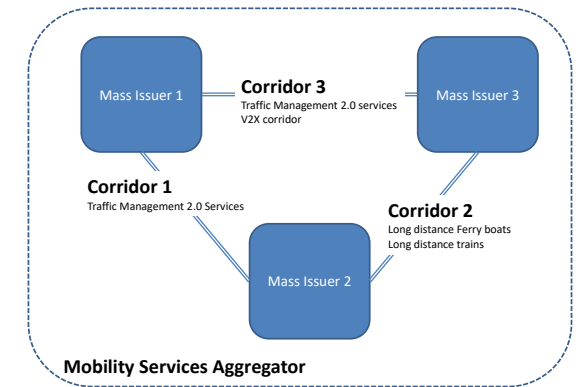 Mass Issuer 1
Corridor 3
Traffic Management 2.0 services
V2X corridor
Mass Issuer 3
Corridor 1
Traffic Management 2.0 Services
Corridor 2
Long distance Ferry boats
Long distance trains
Mass Issuer 2
Mobility Services Aggregator